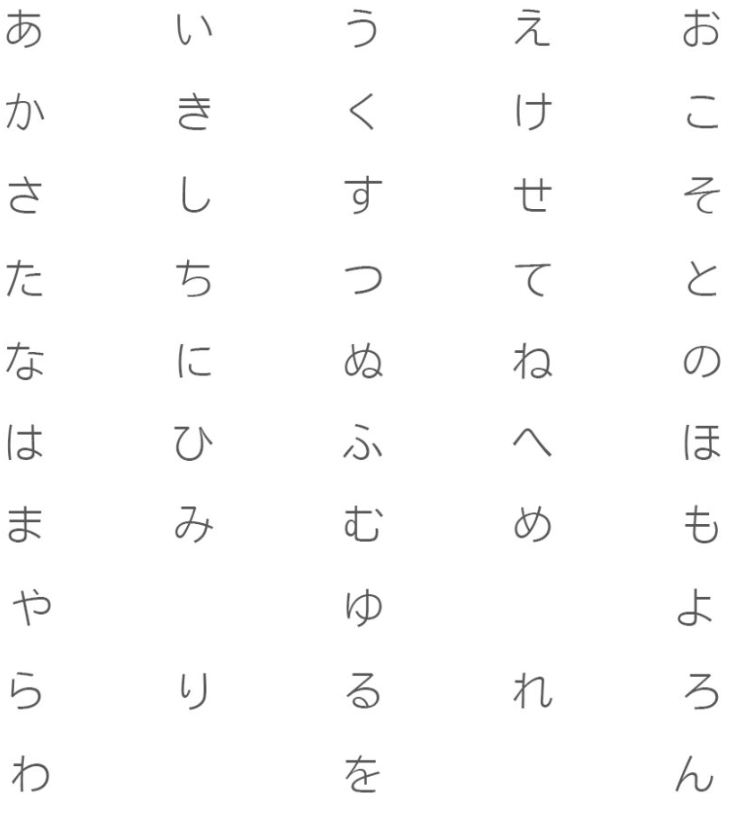 あ い う え お
か き く け こ
さ し す せ そ
た ち つ て と
な に ぬ ね の
は ひ ふ へ ほ
ま み む め も
や ゆ よ
ら り る れ ろ
わ を ん